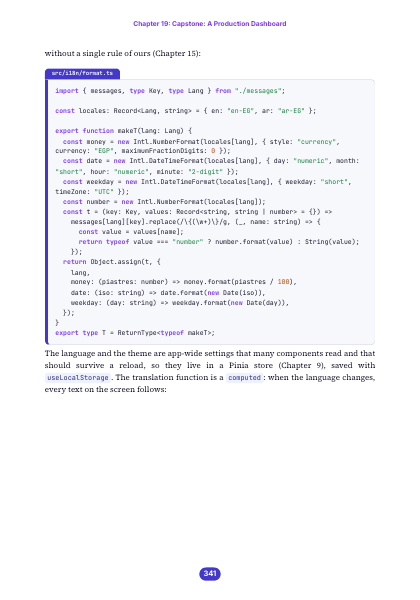 Chapter 19: Capstone: A Production Dashboard
without a single rule of ours (Chapter 15):
src/i18n/format.ts
import { messages, type Key, type Lang } from "./messages";
const locales: Record<Lang, string> = { en: "en-EG", ar: "ar-EG" };
export function makeT(lang: Lang) {
  const money = new Intl.NumberFormat(locales[lang], { style: "currency",
currency: "EGP", maximumFractionDigits: 0 });
  const date = new Intl.DateTimeFormat(locales[lang], { day: "numeric", month:
"short", hour: "numeric", minute: "2-digit" });
  const weekday = new Intl.DateTimeFormat(locales[lang], { weekday: "short",
timeZone: "UTC" });
  const number = new Intl.NumberFormat(locales[lang]);
  const t = (key: Key, values: Record<string, string | number> = {}) =>
    messages[lang][key].replace(/\{(\w+)\}/g, (_, name: string) => {
      const value = values[name];
      return typeof value === "number" ? number.format(value) : String(value);
    });
  return Object.assign(t, {
    lang,
    money: (piastres: number) => money.format(piastres / 100),
    date: (iso: string) => date.format(new Date(iso)),
    weekday: (day: string) => weekday.format(new Date(day)),
  });
}
export type T = ReturnType<typeof makeT>;
The language and the theme are app-wide settings that many components read and that
should survive a reload, so they live in a Pinia store (Chapter 9), saved with
useLocalStorage. The translation function is a computed: when the language changes,
every text on the screen follows:
341